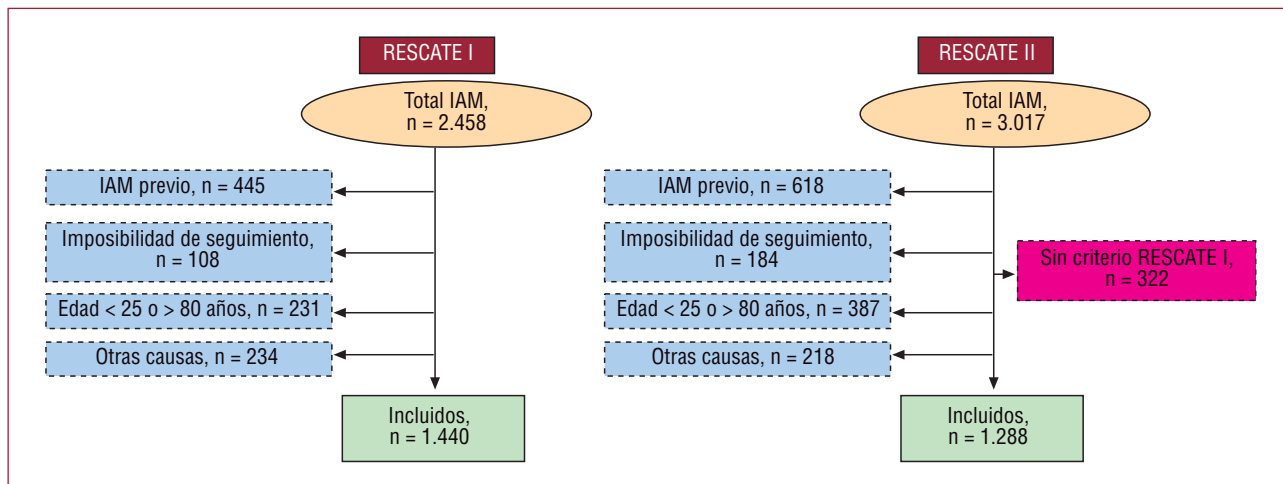 RESCATE I
Total IAM,
n = 2.458
IAM previo, n = 445
Imposibilidad de seguimiento,
n = 108
Edad < 25 o > 80 años, n = 231
Otras causas, n = 234
Incluidos,
n = 1.440
RESCATE II
Total IAM,
n = 3.017
IAM previo, n = 618
Imposibilidad de seguimiento,
n = 184
Sin criterio RESCATE I,
n = 322
Edad < 25 o > 80 años, n = 387
Otras causas, n = 218
Incluidos,
n = 1.288